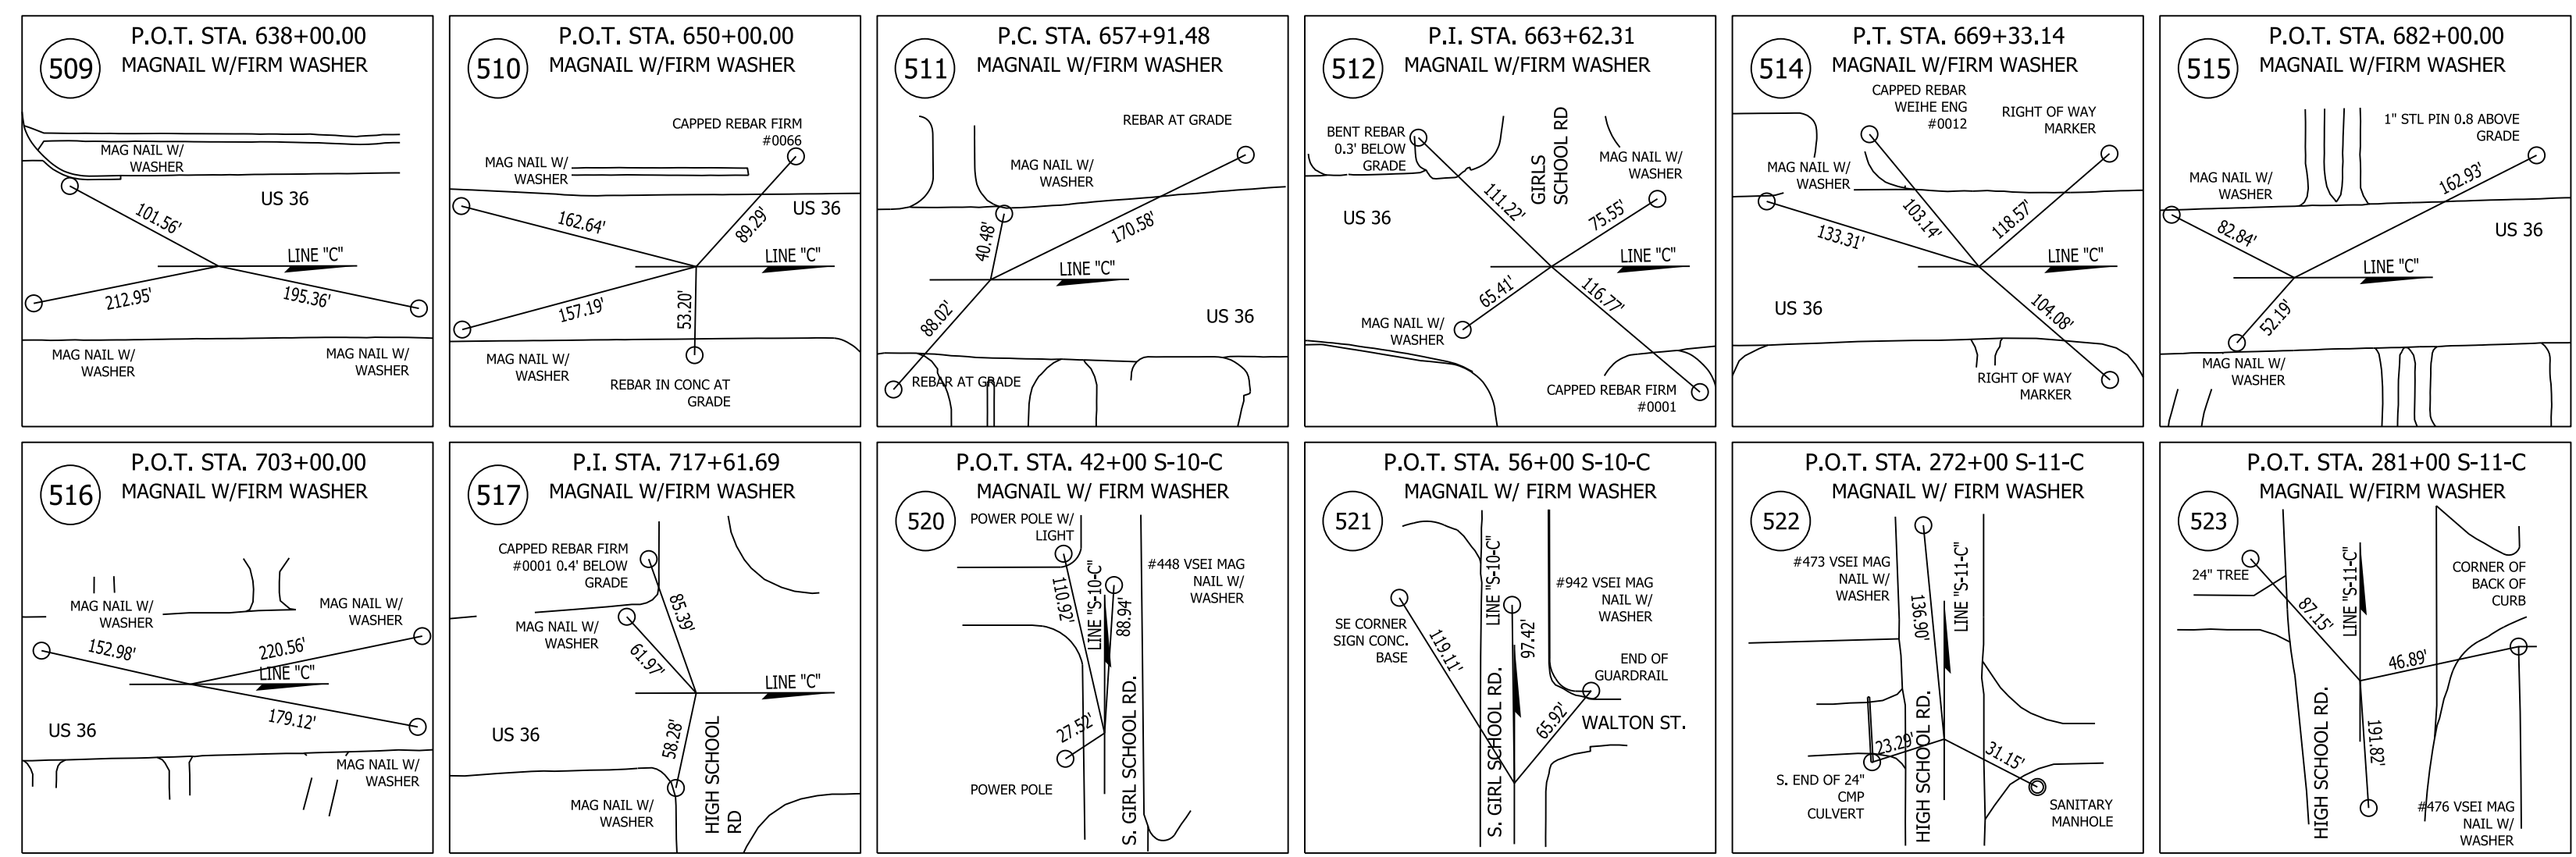 509
P.O.T. STA. 638+00.00
MAGNAIL W/FIRM WASHER
MAG NAIL W/
WASHER
US 36
101.56'
LINE "C"
212.95'
195.36'
MAG NAIL W/
WASHER
MAG NAIL W/
WASHER
510
P.O.T. STA. 650+00.00
MAGNAIL W/FIRM WASHER
CAPPED REBAR FIRM
#0066
MAG NAIL W/
WASHER
US 36
162.64'
89.29'
LINE "C"
157.19'
53.20'
MAG NAIL W/
WASHER
REBAR IN CONC AT
GRADE
511
P.C. STA. 657+91.48
MAGNAIL W/FIRM WASHER
REBAR AT GRADE
MAG NAIL W/
WASHER
40.48'
170.58'
LINE "C"
88.02'
US 36
REBAR AT GRADE
512
P.I. STA. 663+62.31
MAGNAIL W/FIRM WASHER
BENT REBAR
0.3' BELOW
GRADE
GIRLS
SCHOOL RD
MAG NAIL W/
WASHER
US 36
111.22'
75.55'
LINE "C"
65.41'
116.77'
MAG NAIL W/
WASHER
CAPPED REBAR FIRM
#0001
514
P.T. STA. 669+33.14
MAGNAIL W/FIRM WASHER
CAPPED REBAR
WEIHE ENG
#0012
RIGHT OF WAY
MARKER
MAG NAIL W/
WASHER
133.31'
103.14'
118.57'
LINE "C"
US 36
104.08'
RIGHT OF WAY
MARKER
515
P.O.T. STA. 682+00.00
MAGNAIL W/FIRM WASHER
1" STL PIN 0.8 ABOVE
GRADE
MAG NAIL W/
WASHER
162.93'
82.84'
US 36
LINE "C"
52.19'
MAG NAIL W/
WASHER
516
P.O.T. STA. 703+00.00
MAGNAIL W/FIRM WASHER
MAG NAIL W/
WASHER
MAG NAIL W/
WASHER
152.98'
220.56'
LINE "C"
179.12'
US 36
MAG NAIL W/
WASHER
517
P.I. STA. 717+61.69
MAGNAIL W/FIRM WASHER
CAPPED REBAR FIRM
#0001 0.4' BELOW
GRADE
MAG NAIL W/
WASHER
85.39'
61.97'
LINE "C"
58.28'
US 36
HIGH SCHOOL
RD
MAG NAIL W/
WASHER
520
P.O.T. STA. 42+00 S-10-C
MAGNAIL W/ FIRM WASHER
POWER POLE W/
LIGHT
#448 VSEI MAG
NAIL W/
WASHER
110.92'
LINE "S-10-C"
88.94'
27.52'
S. GIRL SCHOOL RD.
POWER POLE
521
P.O.T. STA. 56+00 S-10-C
MAGNAIL W/ FIRM WASHER
LINE "S-10-C"
#942 VSEI MAG
NAIL W/
WASHER
SE CORNER
SIGN CONC.
BASE
119.11'
97.42'
END OF
GUARDRAIL
65.92'
WALTON ST.
S. GIRL SCHOOL RD.
522
P.O.T. STA. 272+00 S-11-C
MAGNAIL W/ FIRM WASHER
#473 VSEI MAG
NAIL W/
WASHER
136.90'
LINE "S-11-C"
23.29'
31.15'
HIGH SCHOOL RD.
S. END OF 24"
CMP
CULVERT
SANITARY
MANHOLE
523
P.O.T. STA. 281+00 S-11-C
MAGNAIL W/FIRM WASHER
24" TREE
LINE "S-11-C"
CORNER OF
BACK OF
CURB
87.15'
46.89'
191.82'
HIGH SCHOOL RD.
#476 VSEI MAG
NAIL W/
WASHER